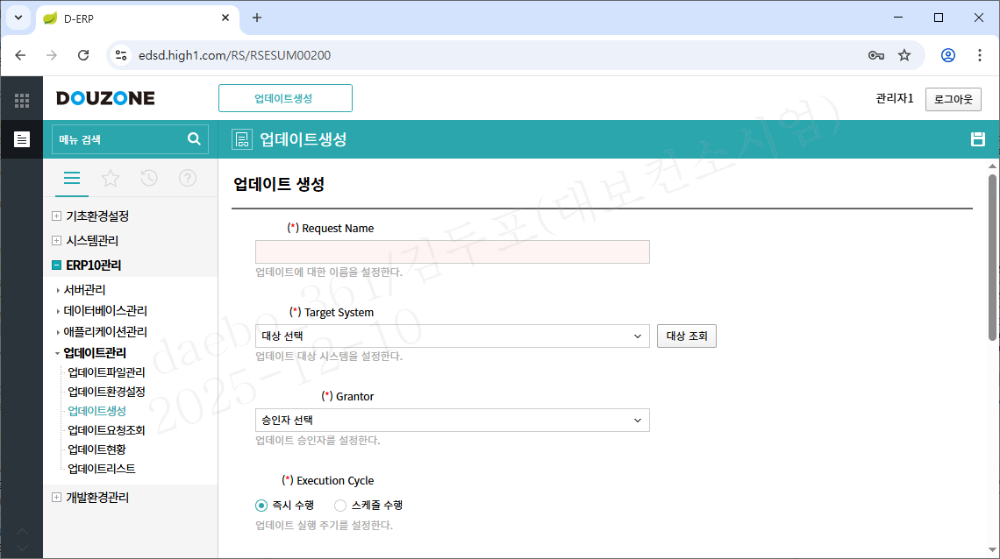 D-ERP
edsd.high1.com/RS/RSESUM00200
DOUZONE
업데이트생성
관리자1
로그아웃
메뉴 검색
업데이트생성
기초환경설정
시스템관리
ERP10관리
서버관리
데이터베이스관리
애플리케이션관리
업데이트관리
업데이트파일관리
업데이트환경설정
업데이트생성
업데이트요청조회
업데이트현황
업데이트리스트
개발환경관리
업데이트 생성
(*) Request Name
업데이트에 대한 이름을 설정한다.
(*) Target System
대상 선택
대상 조회
업데이트 대상 시스템을 설정한다.
(*) Grantor
승인자 선택
업데이트 승인자를 설정한다.
(*) Execution Cycle
즉시 수행
스케줄 수행
업데이트 실행 주기를 설정한다.
daebo_361/김두포(대보컨소시엄)
2025-12-10